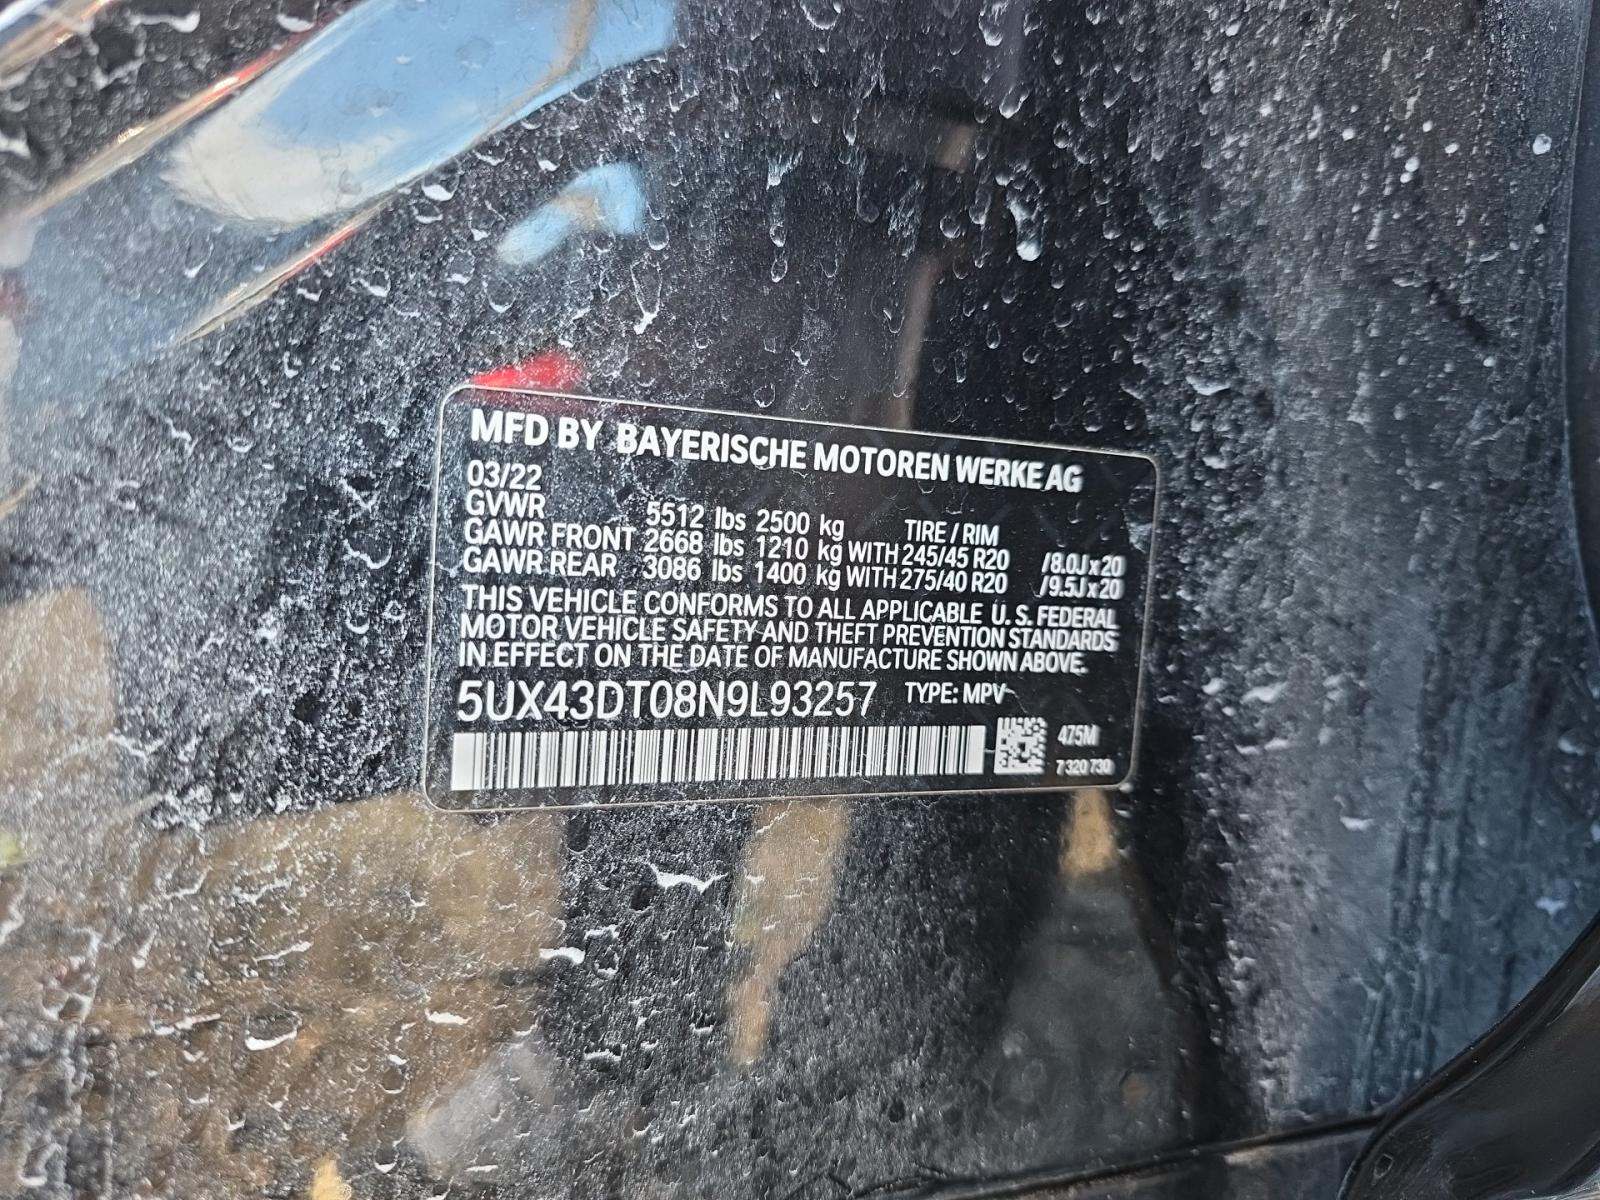 MFD BY BAYERISCHE MOTOREN WERKE AG
03/22
GVWR 5512 lbs 2500 kg TIRE / RIM
GAWR FRONT 2668 lbs 1210 kg WITH 245/45 R20 /8.0J x 20
GAWR REAR 3086 lbs 1400 kg WITH 275/40 R20 /9.5J x 20
THIS VEHICLE CONFORMS TO ALL APPLICABLE U. S. FEDERAL
MOTOR VEHICLE SAFETY AND THEFT PREVENTION STANDARDS
IN EFFECT ON THE DATE OF MANUFACTURE SHOWN ABOVE.
5UX43DT08N9L93257 TYPE: MPV
475M
7 320 730